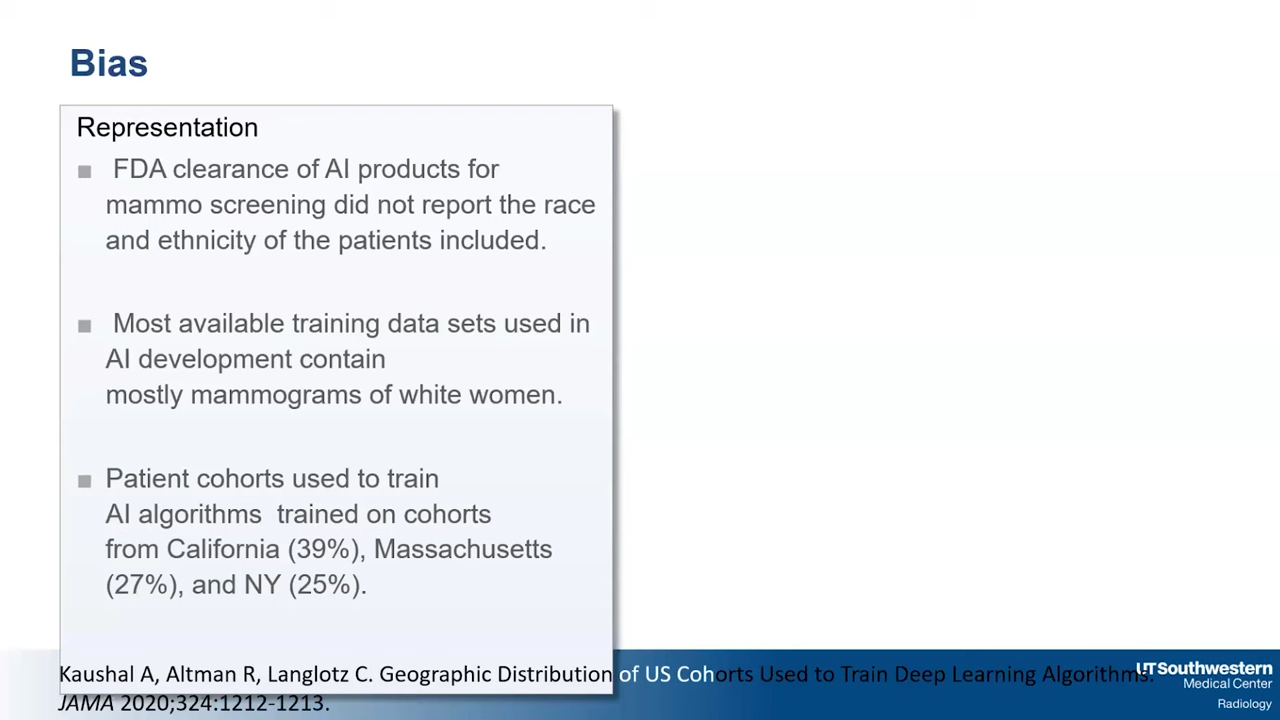 Bias
Representation
■ FDA clearance of AI products for
mammo screening did not report the race
and ethnicity of the patients included.
■ Most available training data sets used in
AI development contain
mostly mammograms of white women.
■ Patient cohorts used to train
AI algorithms trained on cohorts
from California (39%), Massachusetts
(27%), and NY (25%).
Kaushal A, Altman R, Langlotz C. Geographic Distribution of US Cohorts Used to Train Deep Learning Algorithms.
JAMA 2020;324:1212-1213.
UTSouthwestern
Medical Center
Radiology